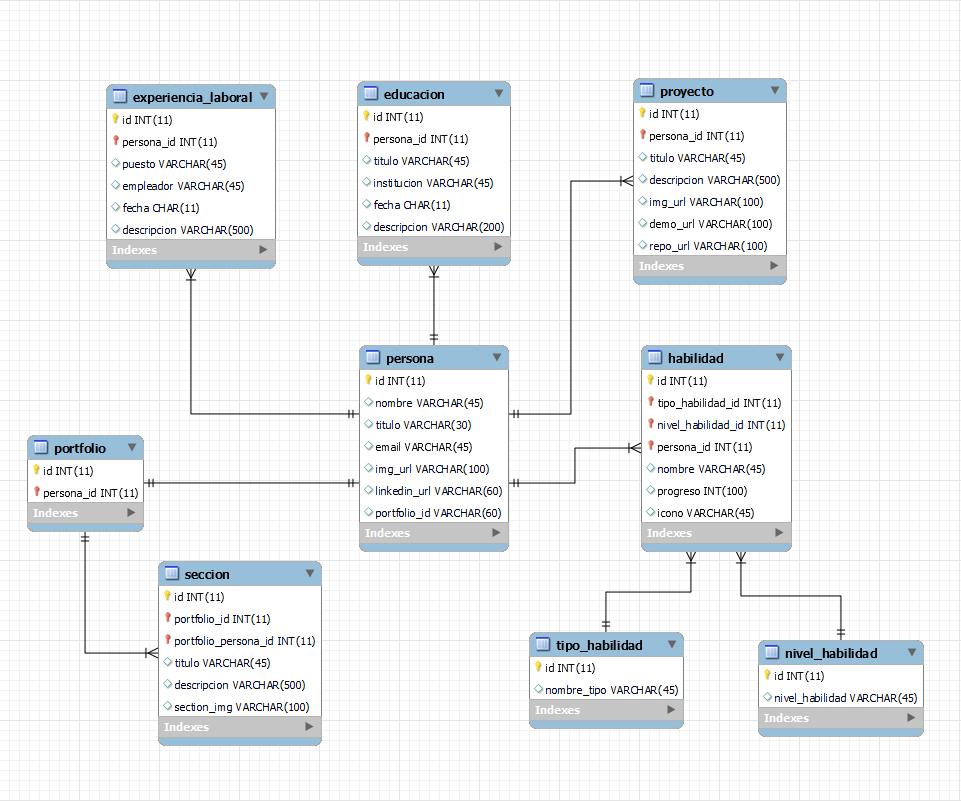 experiencia_laboral
id INT(11)
persona_id INT(11)
puesto VARCHAR(45)
empleador VARCHAR(45)
fecha CHAR(11)
descripcion VARCHAR(500)
Indexes
educacion
id INT(11)
persona_id INT(11)
titulo VARCHAR(45)
institucion VARCHAR(45)
fecha CHAR(11)
descripcion VARCHAR(200)
Indexes
proyecto
id INT(11)
persona_id INT(11)
titulo VARCHAR(45)
descripcion VARCHAR(500)
img_url VARCHAR(100)
demo_url VARCHAR(100)
repo_url VARCHAR(100)
Indexes
persona
id INT(11)
nombre VARCHAR(45)
titulo VARCHAR(30)
email VARCHAR(45)
img_url VARCHAR(100)
linkedin_url VARCHAR(60)
portfolio_id VARCHAR(60)
Indexes
habilidad
id INT(11)
tipo_habilidad_id INT(11)
nivel_habilidad_id INT(11)
persona_id INT(11)
nombre VARCHAR(45)
progreso INT(100)
icono VARCHAR(45)
Indexes
portfolio
id INT(11)
persona_id INT(11)
Indexes
seccion
id INT(11)
portfolio_id INT(11)
portfolio_persona_id INT(11)
titulo VARCHAR(45)
descripcion VARCHAR(500)
section_img VARCHAR(100)
Indexes
tipo_habilidad
id INT(11)
nombre_tipo VARCHAR(45)
Indexes
nivel_habilidad
id INT(11)
nivel_habilidad VARCHAR(45)
Indexes